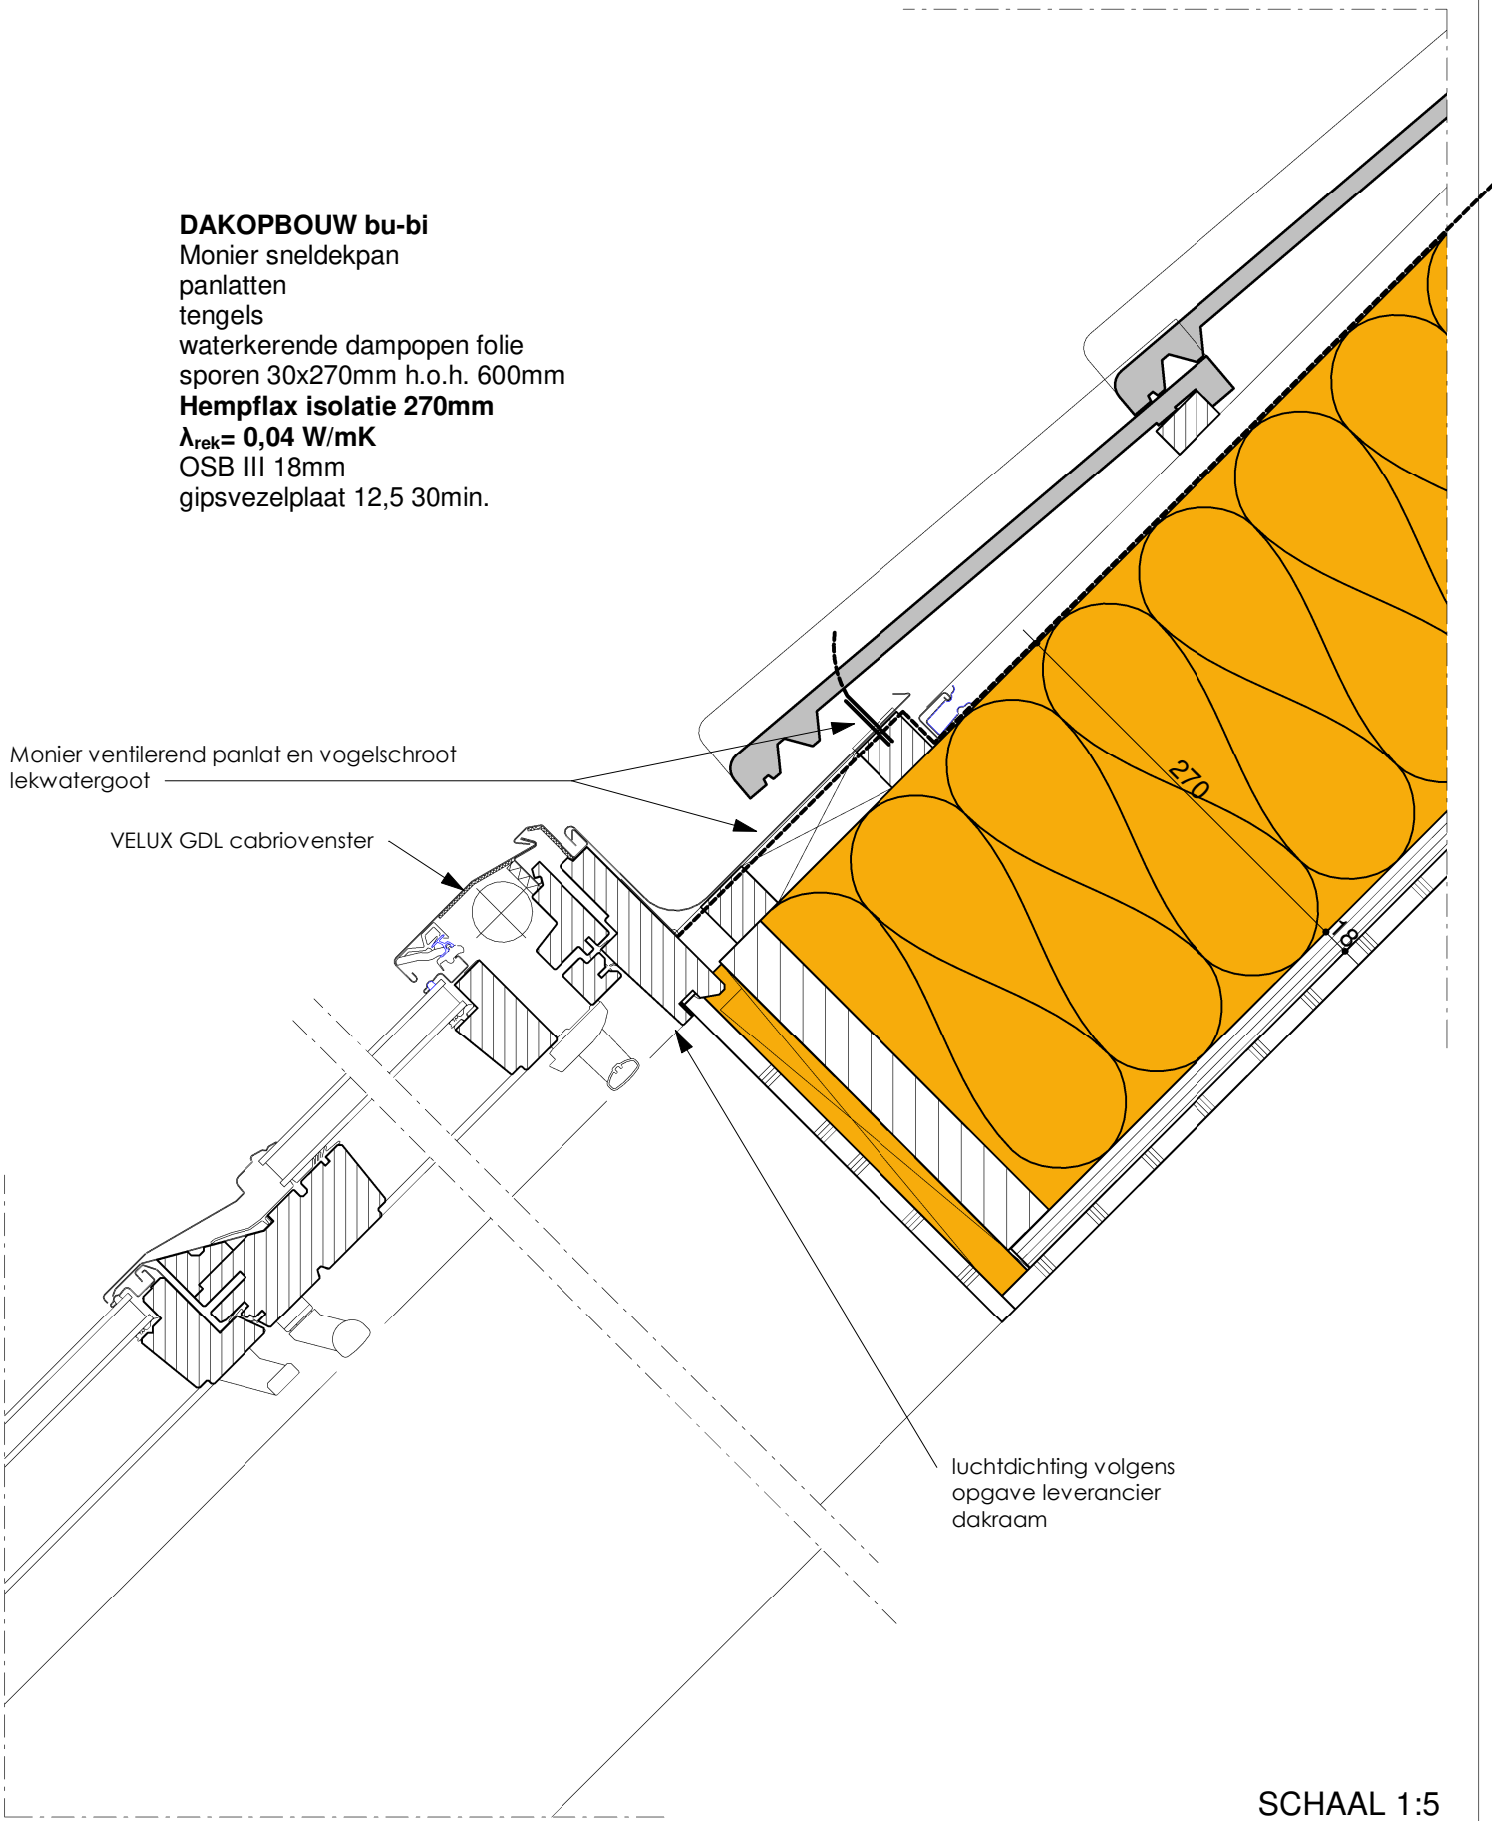 DAKOPBOUW bu-bi
Monier sneldekpan
panlatten
tengels
waterkerende dampopen folie
sporen 30x270mm h.o.h. 600mm
Hempflax isolatie 270mm
λrek= 0,04 W/mK
OSB III 18mm
gipsvezelplaat 12,5 30min.
Monier ventilerend panlat en vogelschroot
lekwatergoot
VELUX GDL cabriovenster
270
18
luchtdichting volgens
opgave leverancier
dakraam
SCHAAL 1:5